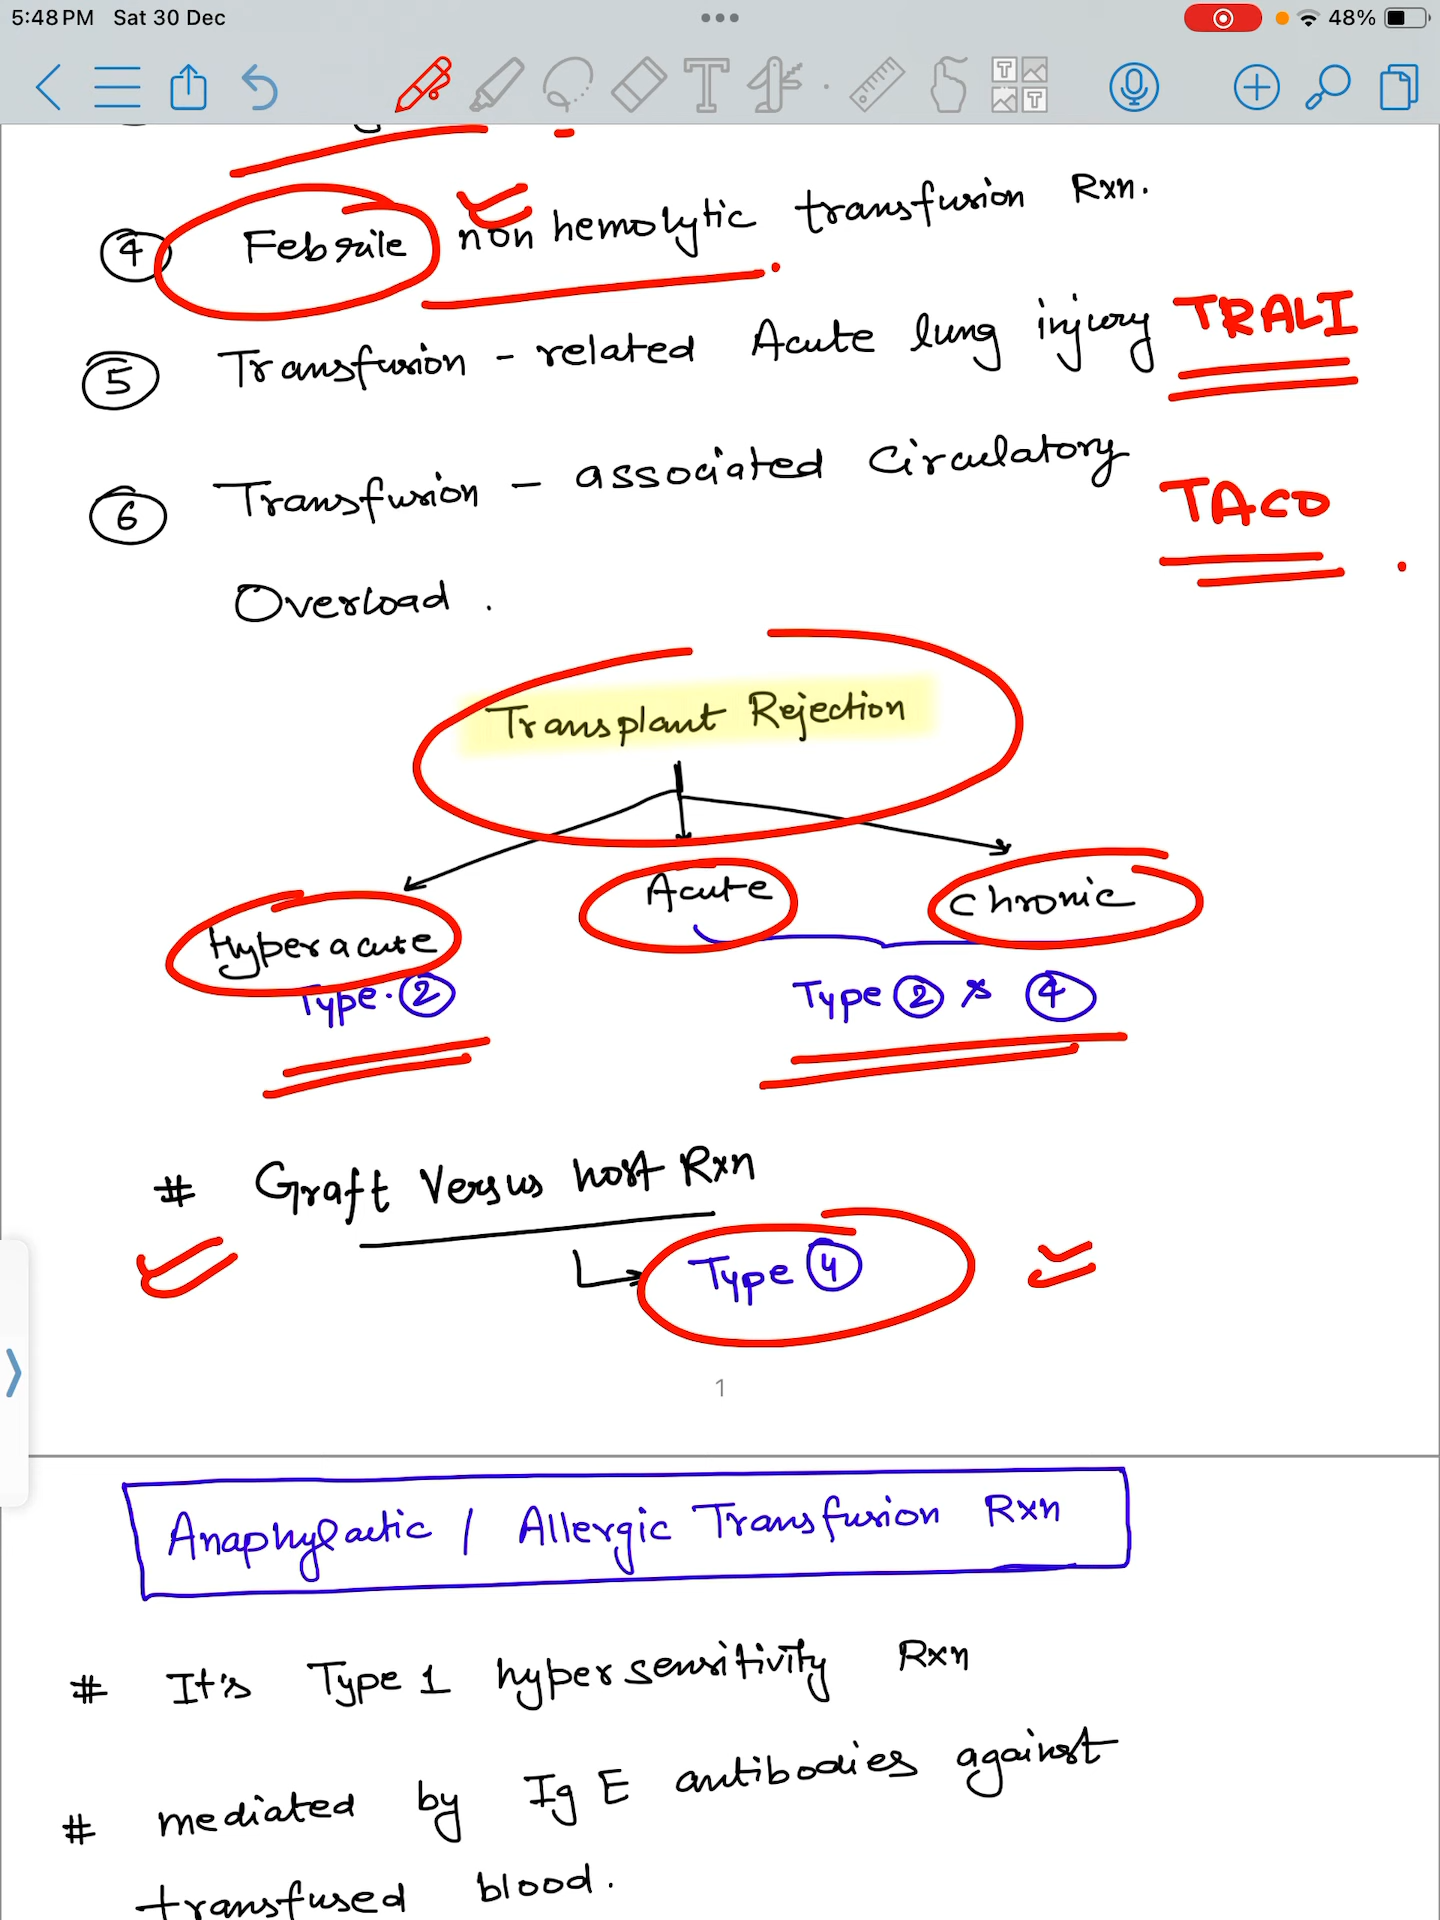 5:48 PM Sat 30 Dec
48%
④ Febrile non hemolytic transfusion Rxn.
⑤ Transfusion - related Acute lung injury TRALI
⑥ Transfusion - associated Circulatory TACO
Overload .
Transplant Rejection
Hyperacute Acute Chronic
Type. ② Type ② & ④
# Graft Versus host Rxn
Type ④
1
Anaphylactic / Allergic Transfusion Rxn
# It's Type 1 hypersensitivity Rxn
# mediated by Ig E antibodies against
transfused blood.